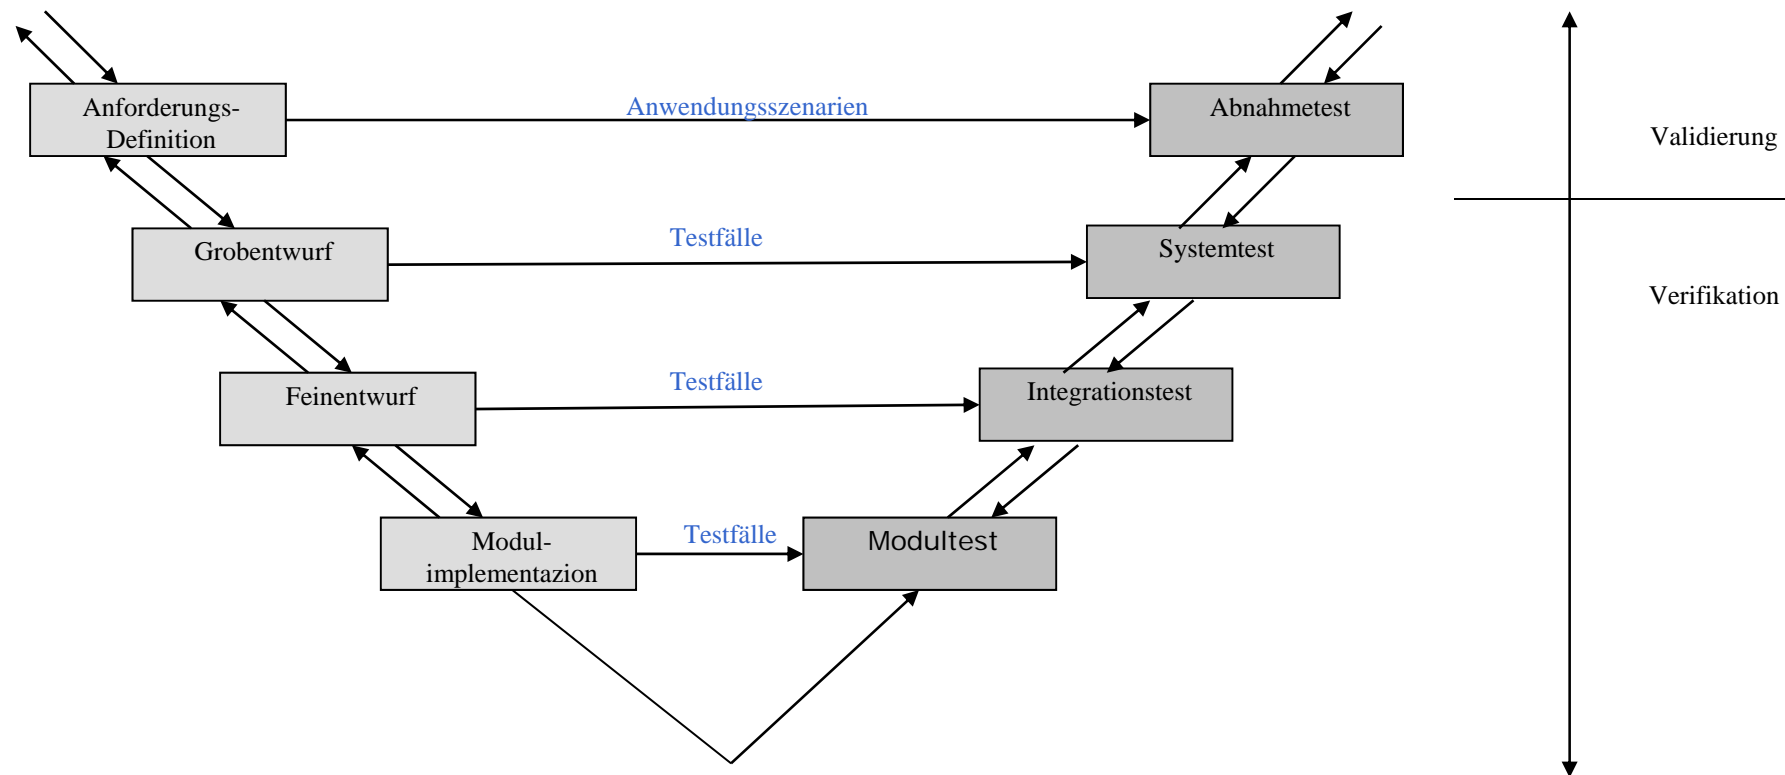 Anforderungs-
Definition
Anwendungsszenarien
Abnahmetest
Validierung
Grobentwurf
Testfälle
Systemtest
Verifikation
Feinentwurf
Testfälle
Integrationstest
Modul-
implementazion
Testfälle
Modultest